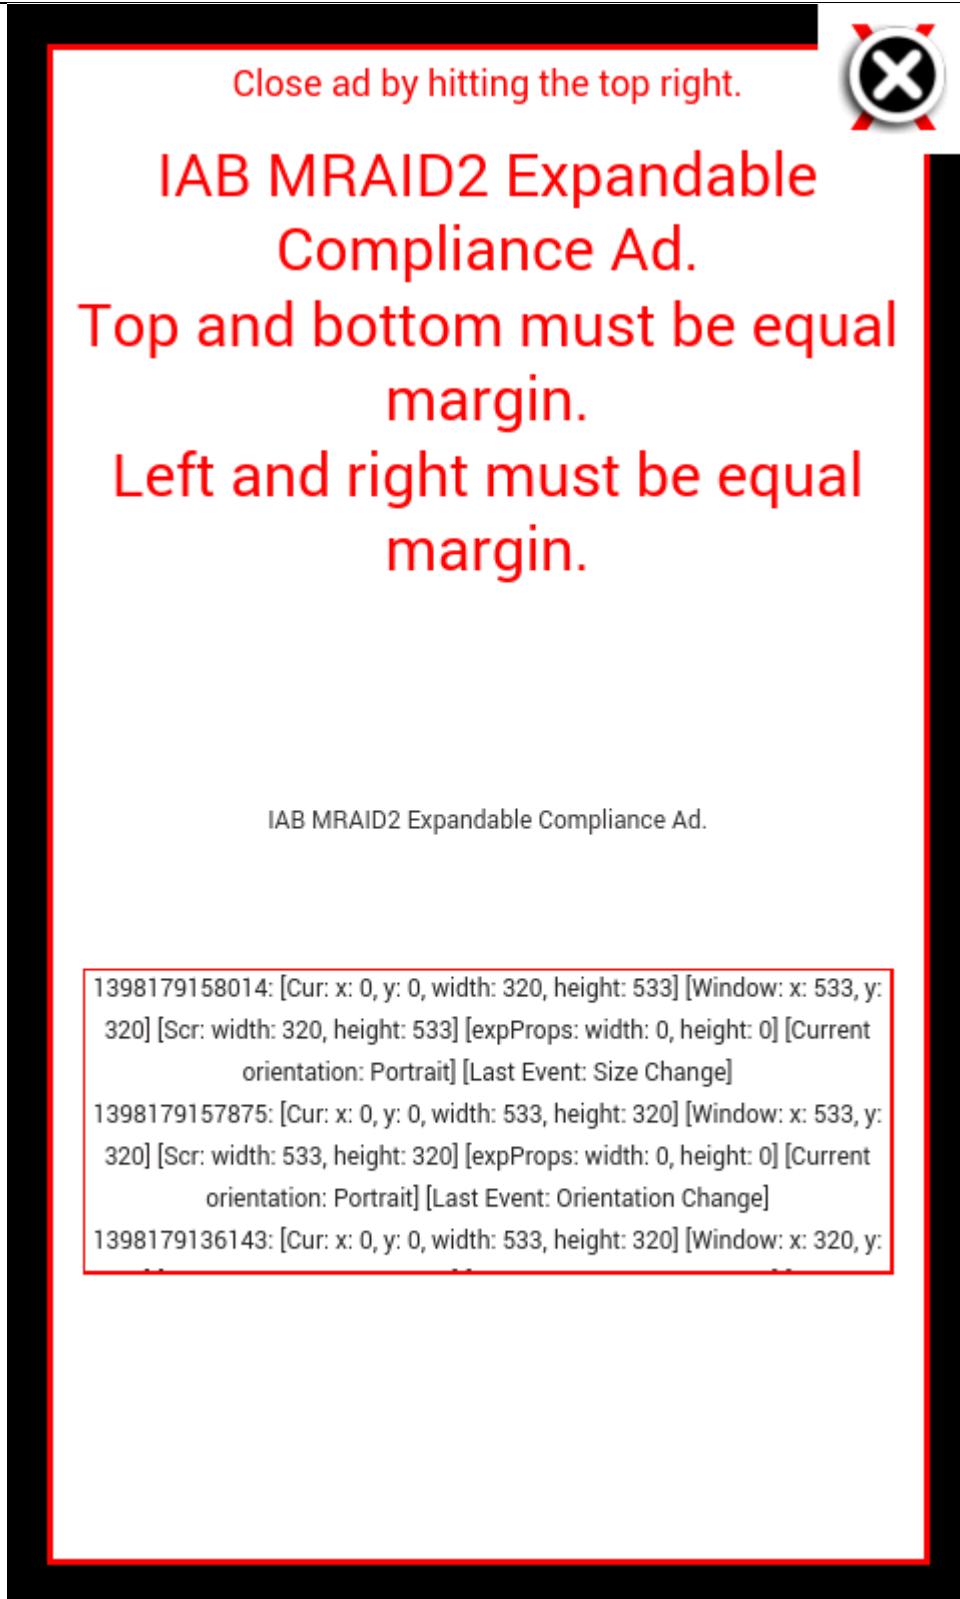 Close ad by hitting the top right.
IAB MRAID2 Expandable
Compliance Ad.
Top and bottom must be equal
margin.
Left and right must be equal
margin.
IAB MRAID2 Expandable Compliance Ad.
1398179158014: [Cur: x: 0, y: 0, width: 320, height: 533] [Window: x: 533, y:
320] [Scr: width: 320, height: 533] [expProps: width: 0, height: 0] [Current
orientation: Portrait] [Last Event: Size Change]
1398179157875: [Cur: x: 0, y: 0, width: 533, height: 320] [Window: x: 533, y:
320] [Scr: width: 533, height: 320] [expProps: width: 0, height: 0] [Current
orientation: Portrait] [Last Event: Orientation Change]
1398179136143: [Cur: x: 0, y: 0, width: 533, height: 320] [Window: x: 320, y: